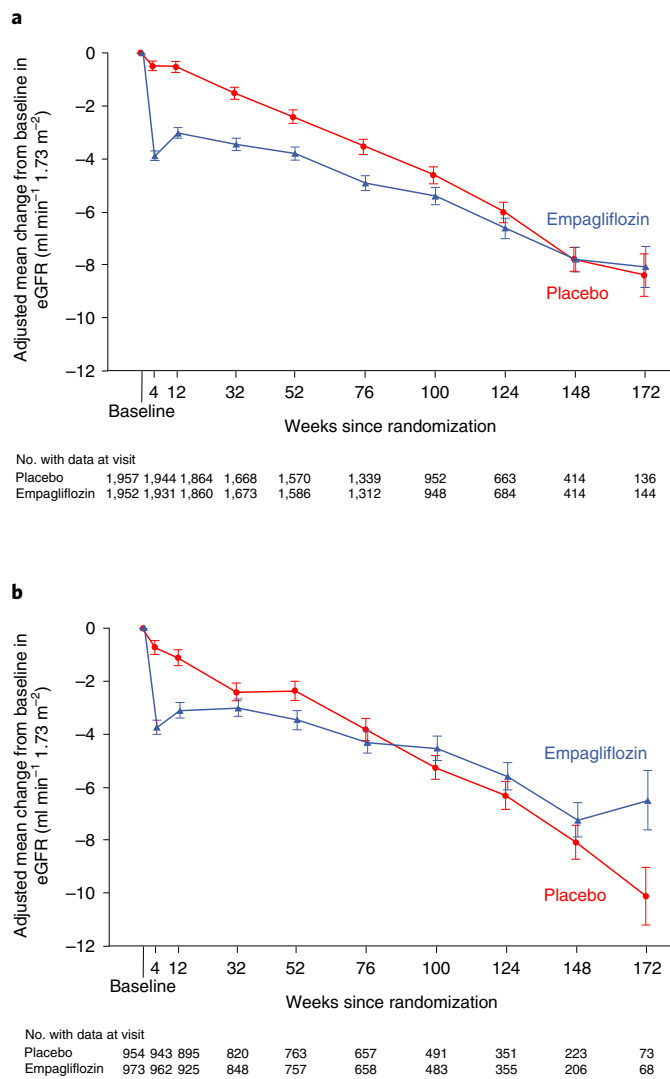 a
Adjusted mean change from baseline in
eGFR (ml min⁻¹ 1.73 m⁻²)
0
−2
−4
−6
−8
−10
−12
Empagliflozin
Placebo
4 12 32 52 76 100 124 148 172
Baseline
Weeks since randomization
No. with data at visit
Placebo 1,957 1,944 1,864 1,668 1,570 1,339 952 663 414 136
Empagliflozin 1,952 1,931 1,860 1,673 1,586 1,312 948 684 414 144
b
Adjusted mean change from baseline in
eGFR (ml min⁻¹ 1.73 m⁻²)
0
−2
−4
−6
−8
−10
−12
Empagliflozin
Placebo
4 12 32 52 76 100 124 148 172
Baseline
Weeks since randomization
No. with data at visit
Placebo 954 943 895 820 763 657 491 351 223 73
Empagliflozin 973 962 925 848 757 658 483 355 206 68